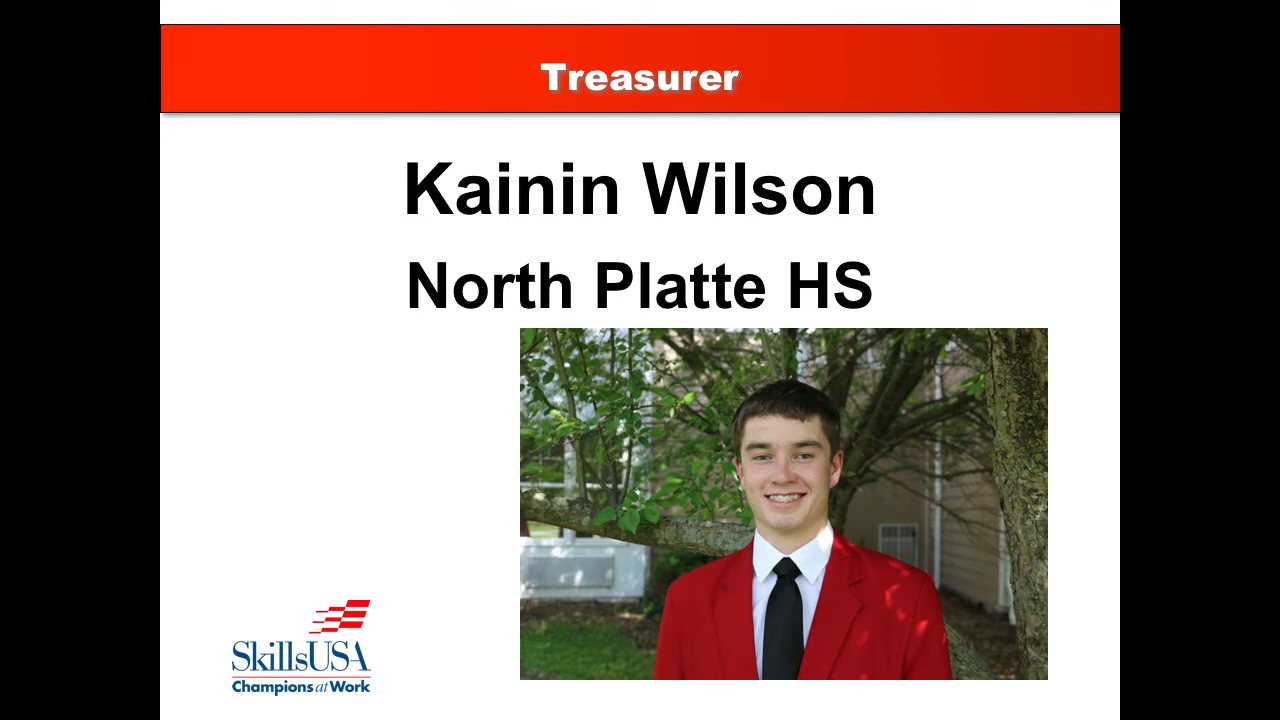 Treasurer
Kainin Wilson
North Platte HS
SkillsUSA
Champions at Work